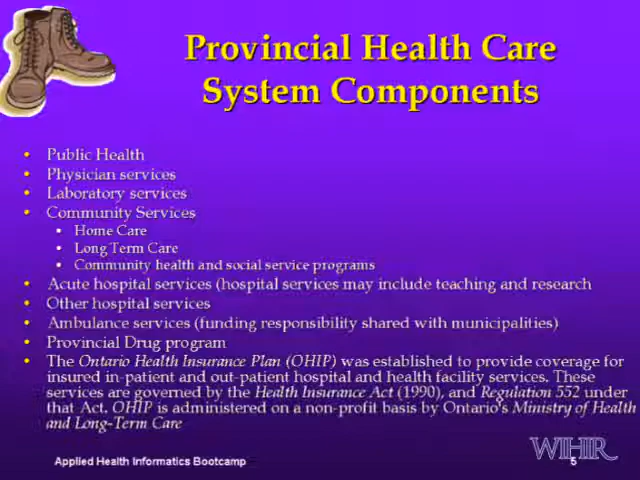 Provincial Health Care
System Components
• Public Health
• Physician services
• Laboratory services
• Community Services
• Home Care
• Long Term Care
• Community health and social service programs
• Acute hospital services (hospital services may include teaching and research
• Other hospital services
• Ambulance services (funding responsibility shared with municipalities)
• Provincial Drug program
• The Ontario Health Insurance Plan (OHIP) was established to provide coverage for
insured in-patient and out-patient hospital and health facility services. These
services are governed by the Health Insurance Act (1990), and Regulation 552 under
that Act. OHIP is administered on a non-profit basis by Ontario's Ministry of Health
and Long-Term Care
Applied Health Informatics Bootcamp
WIHIR
5